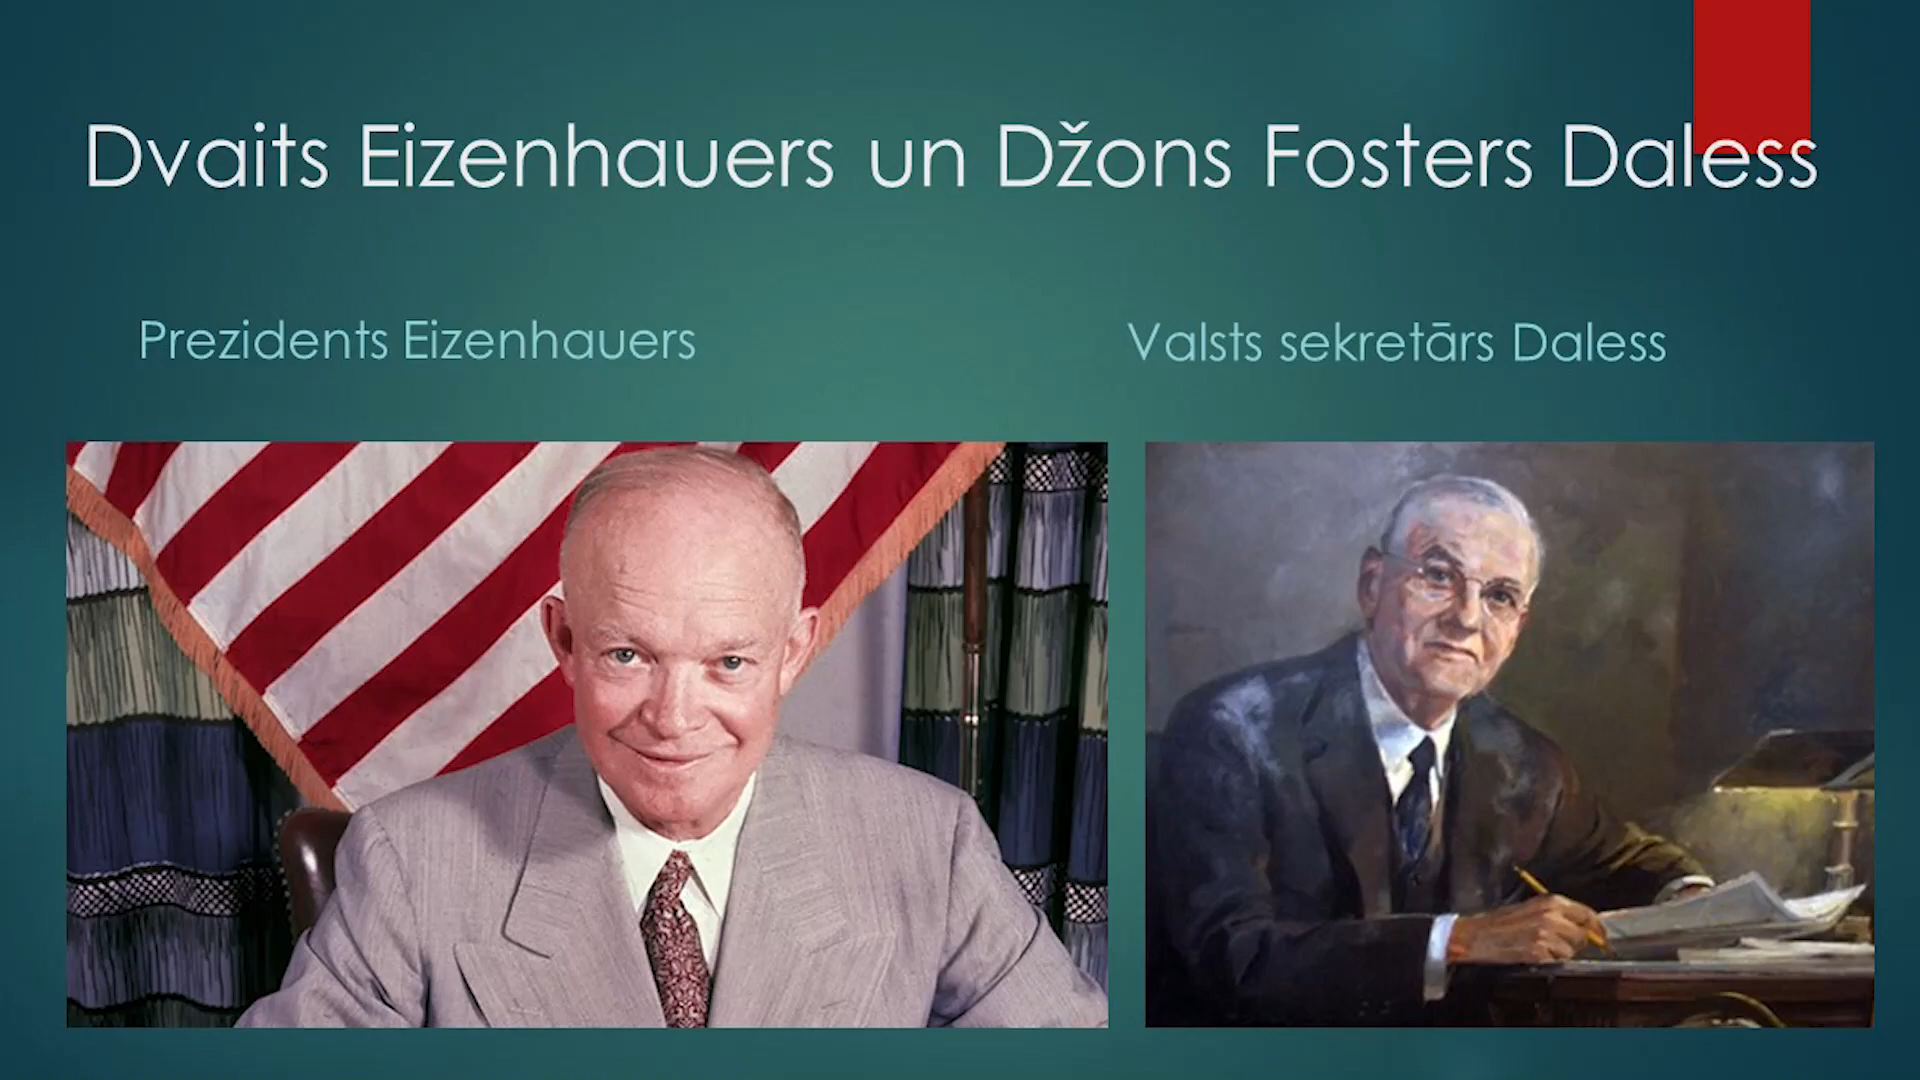 Dvaits Eizenhauers un Džons Fosters Daless
Prezidents Eizenhauers
Valsts sekretārs Daless